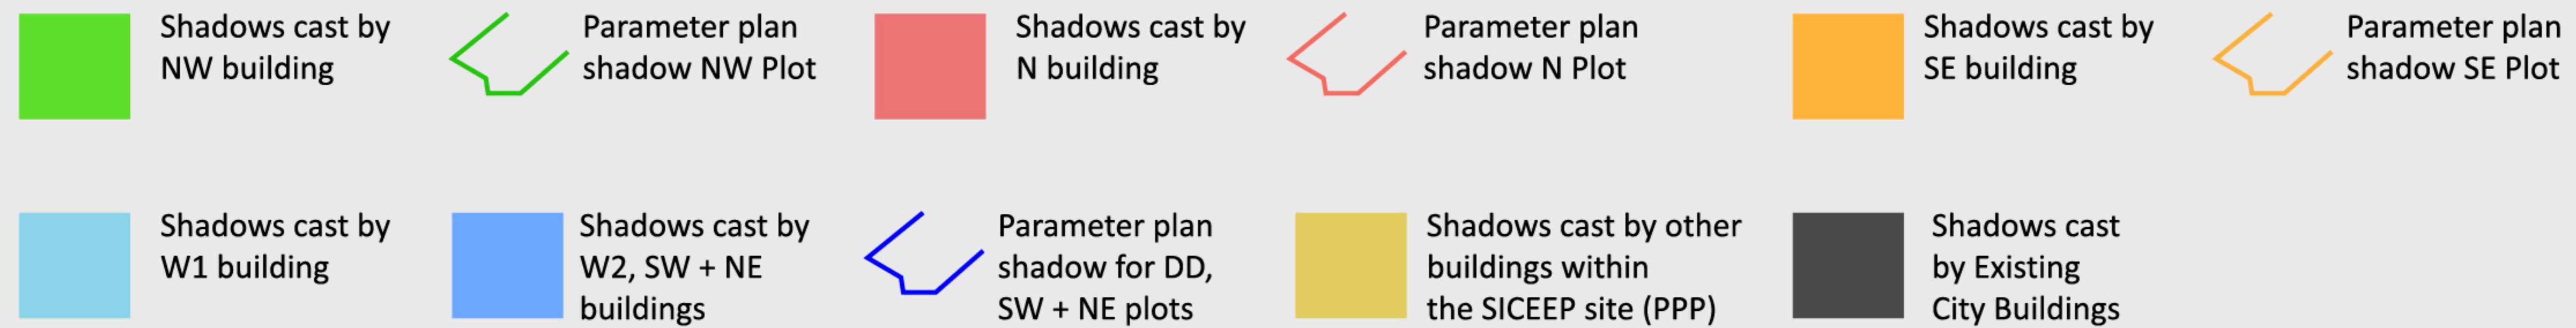 Shadows cast by
NW building
Parameter plan
shadow NW Plot
Shadows cast by
N building
Parameter plan
shadow N Plot
Shadows cast by
SE building
Parameter plan
shadow SE Plot
Shadows cast by
W1 building
Shadows cast by
W2, SW + NE
buildings
Parameter plan
shadow for DD,
SW + NE plots
Shadows cast by other
buildings within
the SICEEP site (PPP)
Shadows cast
by Existing
City Buildings